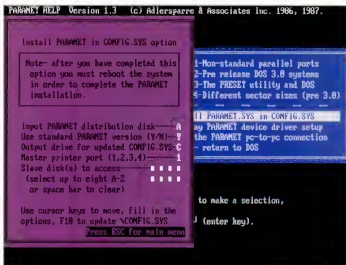 PARAMET HELP Version 1.3 (c) Adlersparre & Associates Inc. 1986, 1987.
Install PARAMET in CONFIG.SYS option
Note- after you have completed this
option you must reboot the system
in order to complete the PARAMET
installation.
Input PARAMET distribution disk A
Use standard PARAMET version (Y/N) Y
Output drive for updated CONFIG.SYS C
Master printer port (1,2,3,4) 1
Slave disk(s) to access
(select up to eight A-Z
or space bar to clear)
Use cursor keys to move, fill in the
options, F10 to update \CONFIG.SYS
Press ESC for main menu
1-Non-standard parallel ports
2-Pre release DOS 3.0 systems
3-The PRESET utility and DOS
4-Different sector sizes (pre 3.0)
ll PARAMET.SYS in CONFIG.SYS
ay PARAMET device driver setup
the PARAMET pc-to-pc connection
- return to DOS
to make a selection,
(enter key).